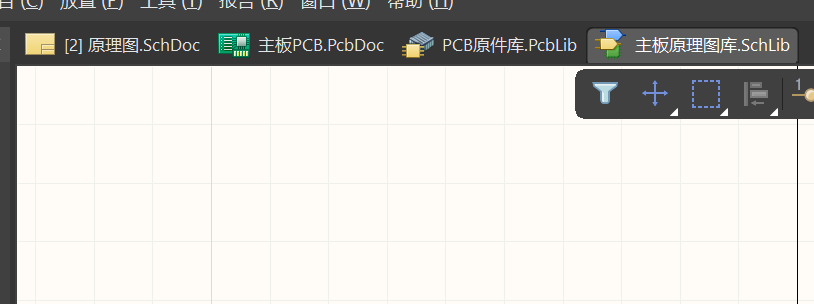 目 (C) 放置 (P) 工具 (T) 报告 (R) 窗口 (W) 帮助 (H)
[2] 原理图.SchDoc 主板PCB.PcbDoc PCB原件库.PcbLib 主板原理图库.SchLib
1